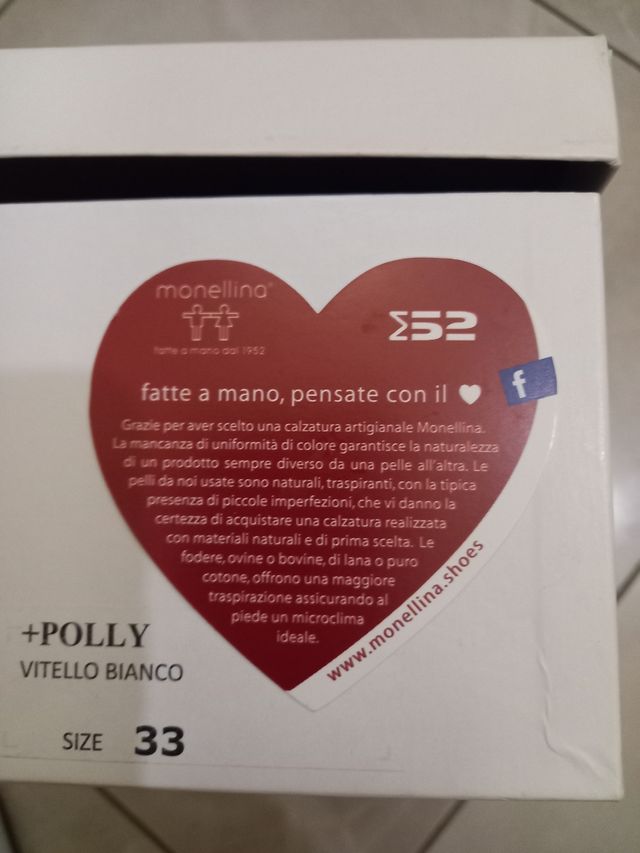 monellina®
fatte a mano dal 1952
Σ52
fatte a mano, pensate con il
f
Grazie per aver scelto una calzatura artigianale Monellina.
La mancanza di uniformità di colore garantisce la naturalezza
di un prodotto sempre diverso da una pelle all'altra. Le
pelli da noi usate sono naturali, traspiranti, con la tipica
presenza di piccole imperfezioni, che vi danno la
certezza di acquistare una calzatura realizzata
con materiali naturali e di prima scelta. Le
fodere, ovine o bovine, di lana o puro
cotone, offrono una maggiore
traspirazione assicurando al
piede un microclima
ideale.
www.monellina.shoes
+POLLY
VITELLO BIANCO
SIZE 33